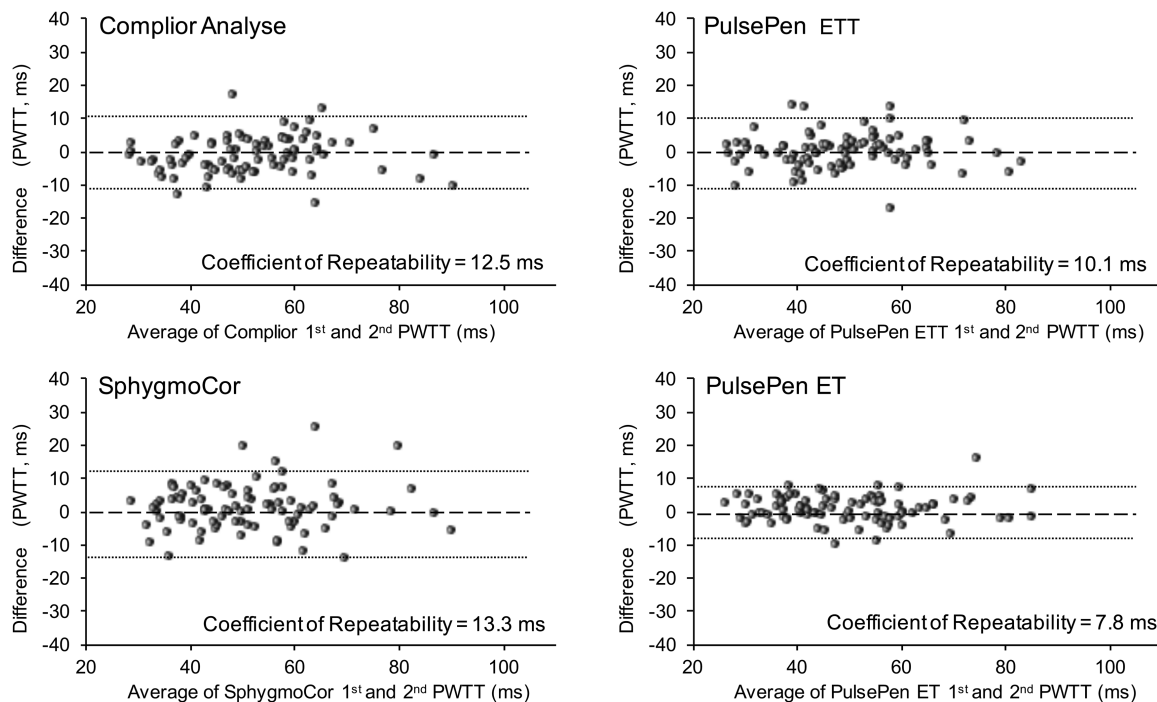 Complior Analyse
Difference (PWTT, ms)
40
30
20
10
0
-10
-20
-30
-40
Coefficient of Repeatability = 12.5 ms
20 40 60 80 100
Average of Complior 1st and 2nd PWTT (ms)
PulsePen ETT
Difference (PWTT, ms)
40
30
20
10
0
-10
-20
-30
-40
Coefficient of Repeatability = 10.1 ms
20 40 60 80 100
Average of PulsePen ETT 1st and 2nd PWTT (ms)
SphygmoCor
Difference (PWTT, ms)
40
30
20
10
0
-10
-20
-30
-40
Coefficient of Repeatability = 13.3 ms
20 40 60 80 100
Average of SphygmoCor 1st and 2nd PWTT (ms)
PulsePen ET
Difference (PWTT, ms)
40
30
20
10
0
-10
-20
-30
-40
Coefficient of Repeatability = 7.8 ms
20 40 60 80 100
Average of PulsePen ET 1st and 2nd PWTT (ms)